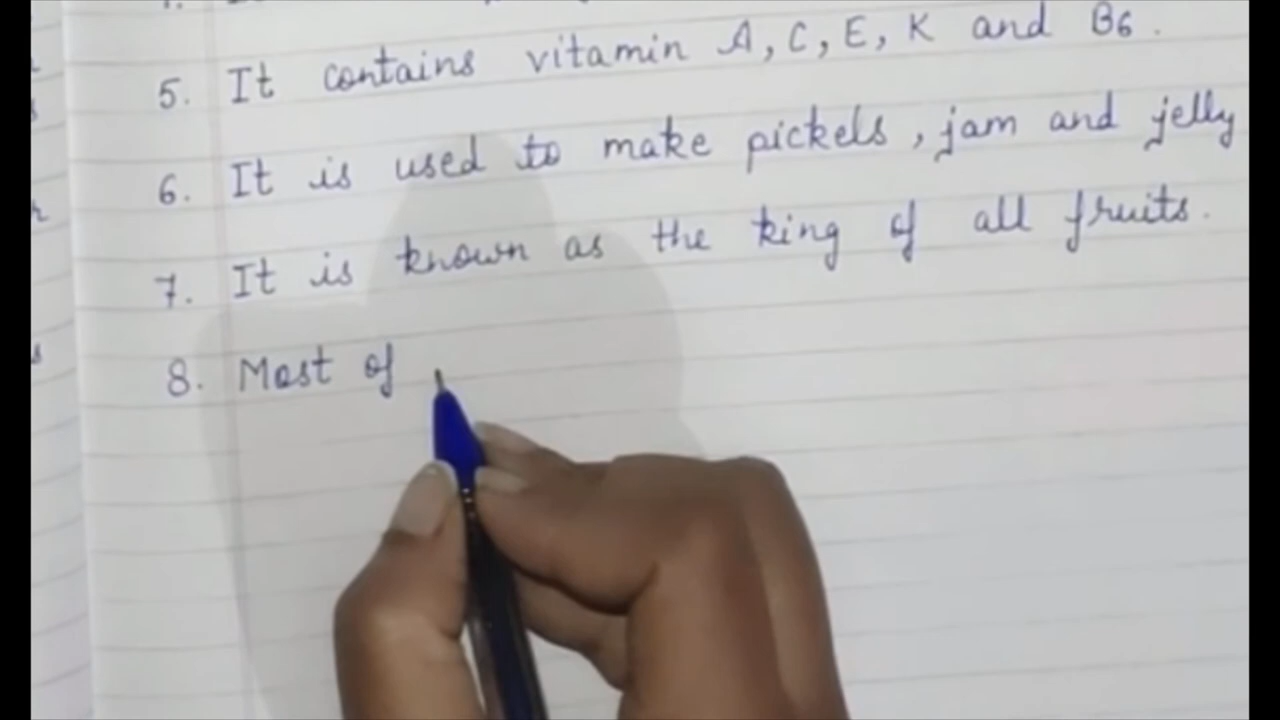 5. It contains vitamin A, C, E, K and B6.
6. It is used to make pickels, jam and jelly
7. It is known as the king of all fruits.
8. Most of